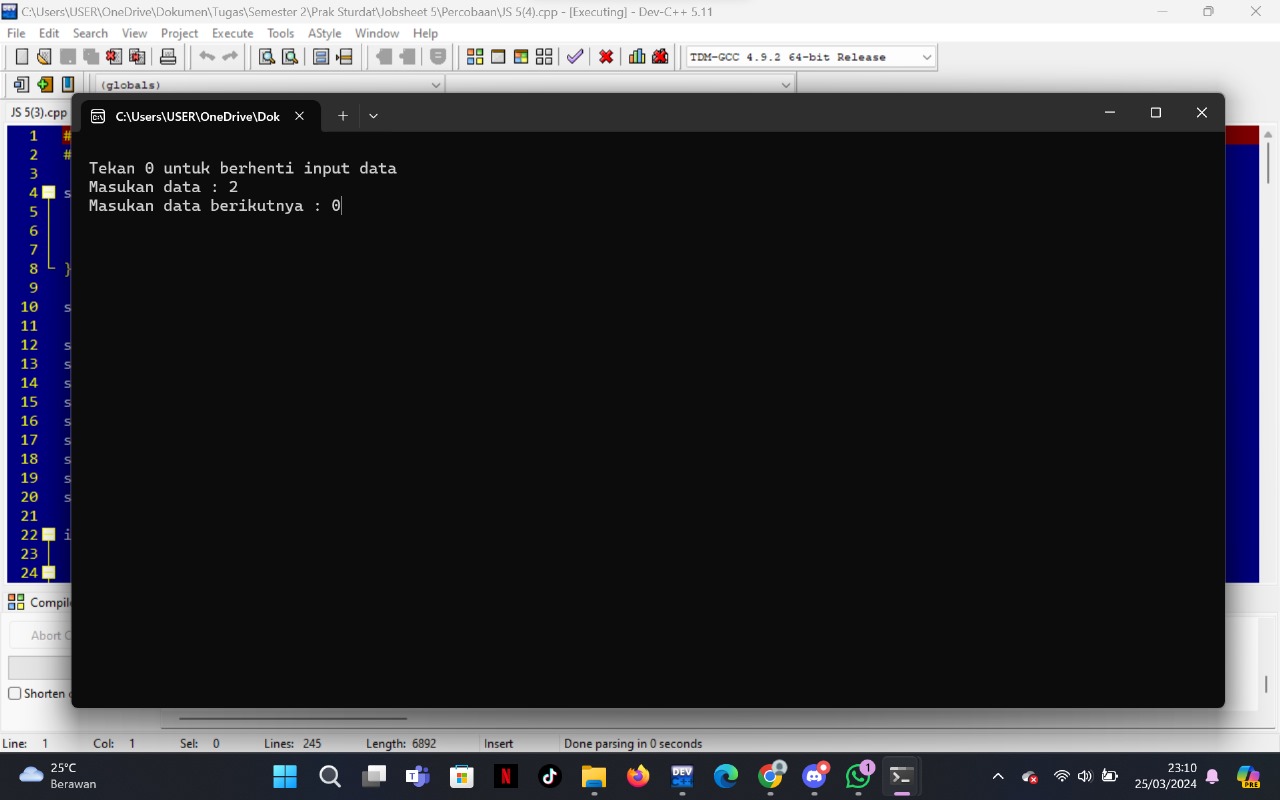 C:\Users\USER\OneDrive\Dokumen\Tugas\Semester 2\Prak Sturdat\Jobsheet 5\Percobaan\JS 5(4).cpp - [Executing] - Dev-C++ 5.11
File Edit Search View Project Execute Tools AStyle Window Help
TDM-GCC 4.9.2 64-bit Release
(globals)
JS 5(3).cpp
C:\Users\USER\OneDrive\Dok
Tekan 0 untuk berhenti input data
Masukan data : 2
Masukan data berikutnya : 0
1 #
2 #
3
4 s
5
6
7
8 }
9
10 s
11
12 s
13 s
14 s
15 s
16 s
17 s
18 s
19 s
20 s
21
22 i
23
24
Compile
Abort C
Shorten c
Line: 1 Col: 1 Sel: 0 Lines: 245 Length: 6892 Insert Done parsing in 0 seconds
25°C
Berawan
DEV
1
PRE
23:10
25/03/2024